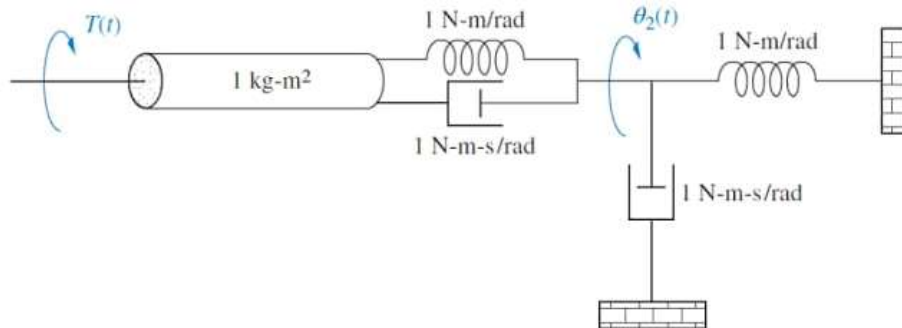 T(t)
1 kg-m²
1 N-m/rad
1 N-m-s/rad
θ₂(t)
1 N-m/rad
1 N-m-s/rad